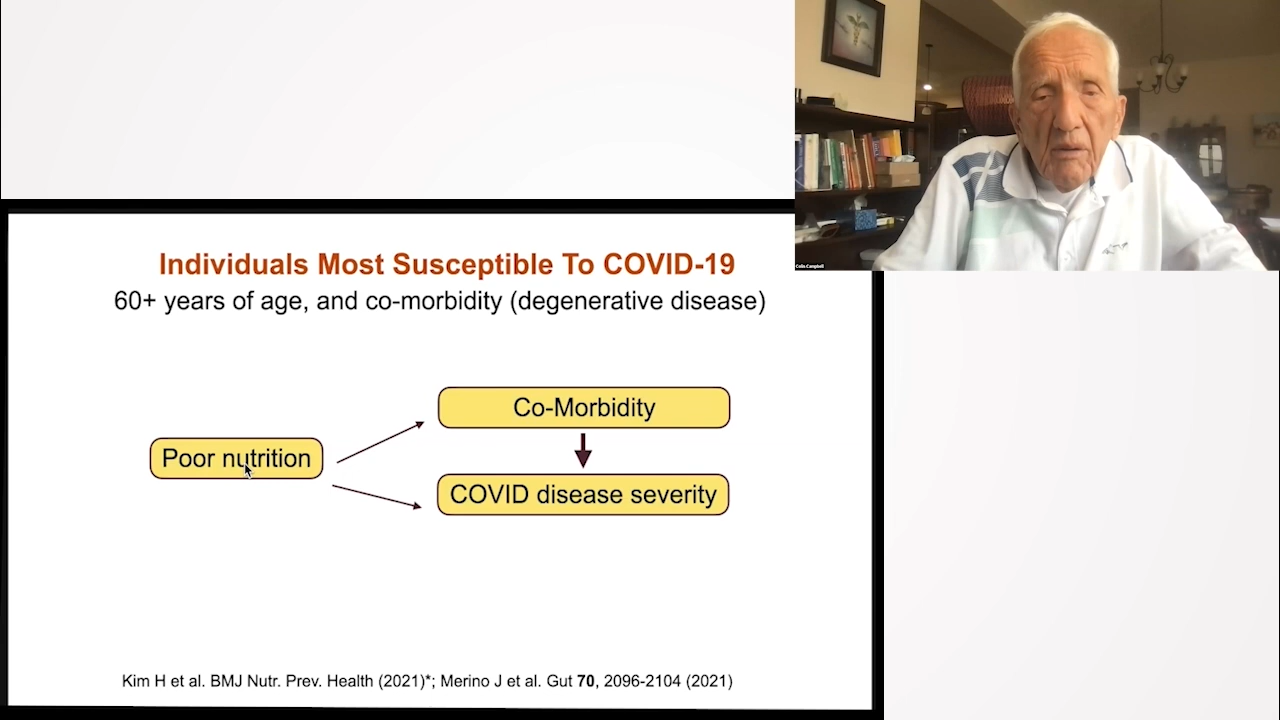 Colin Campbell
Individuals Most Susceptible To COVID-19
60+ years of age, and co-morbidity (degenerative disease)
Co-Morbidity
Poor nutrition
COVID disease severity
Kim H et al. BMJ Nutr. Prev. Health (2021)*; Merino J et al. Gut 70, 2096-2104 (2021)